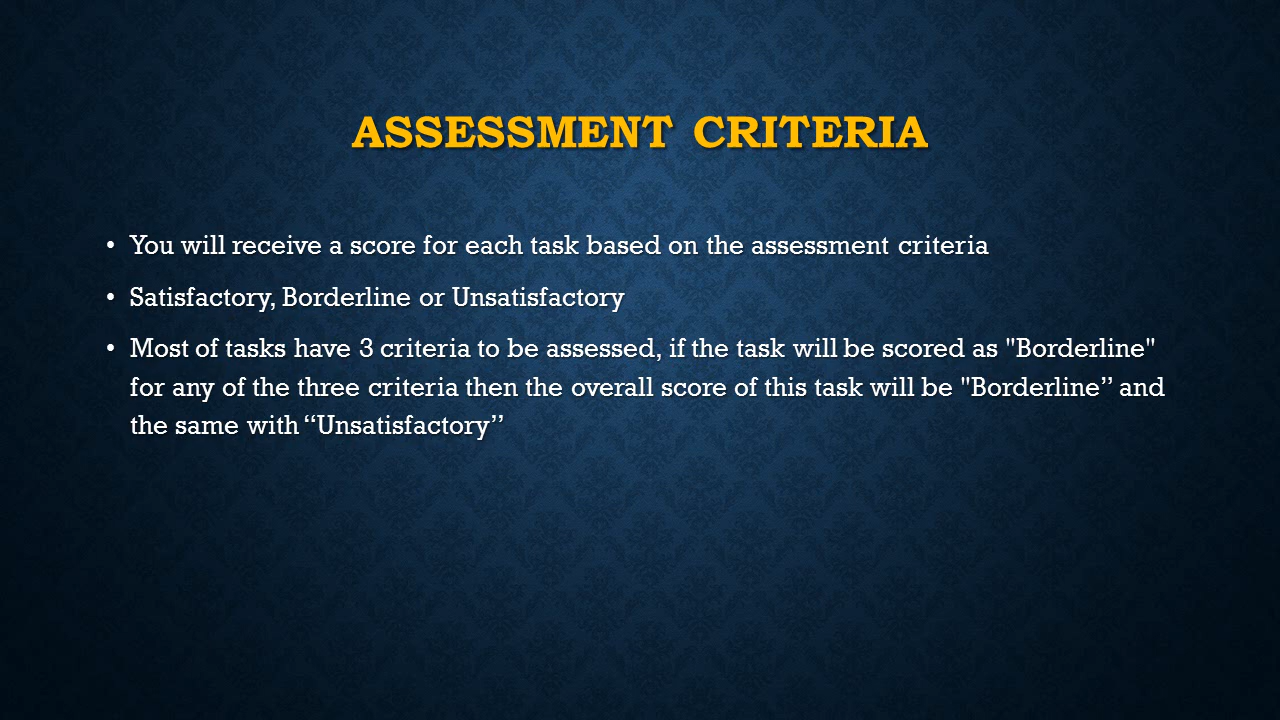 ASSESSMENT CRITERIA
• You will receive a score for each task based on the assessment criteria
• Satisfactory, Borderline or Unsatisfactory
• Most of tasks have 3 criteria to be assessed, if the task will be scored as "Borderline"
for any of the three criteria then the overall score of this task will be "Borderline” and
the same with “Unsatisfactory”